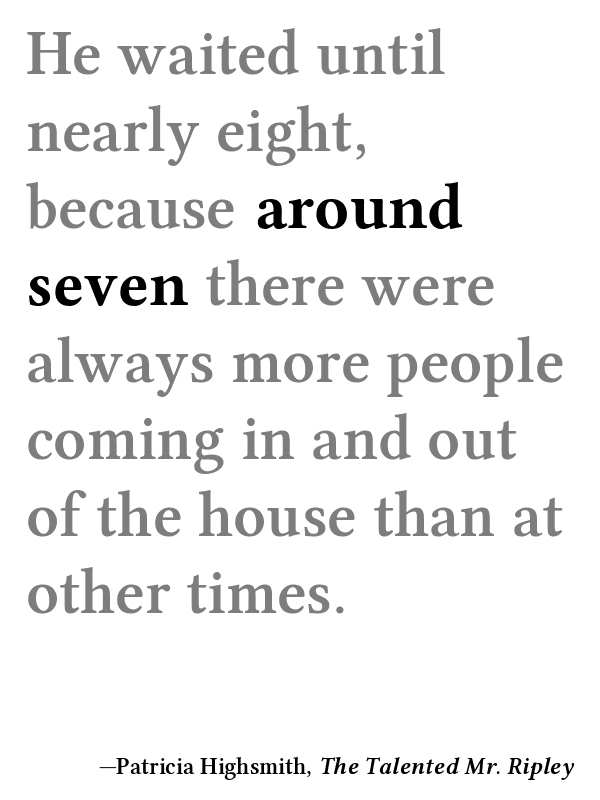 He waited until
nearly eight,
because around
seven there were
always more people
coming in and out
of the house than at
other times.
—Patricia Highsmith, The Talented Mr. Ripley